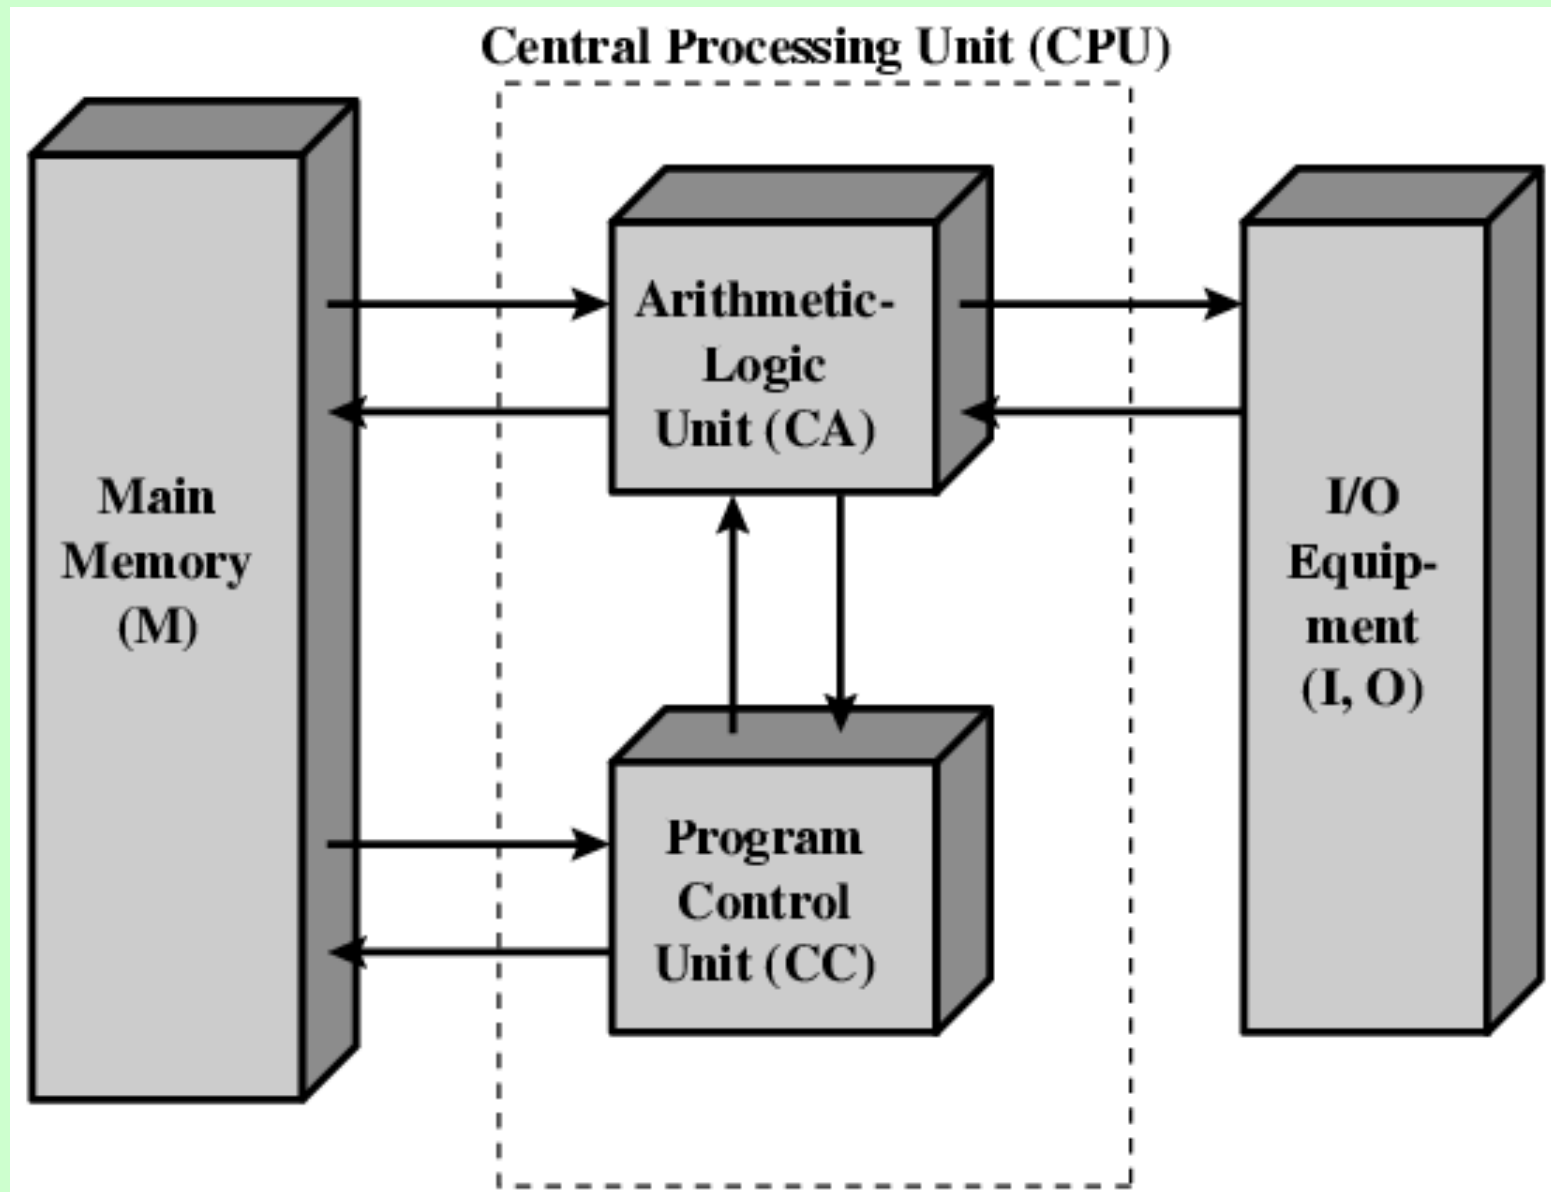 Central Processing Unit (CPU)
Main
Memory
(M)
Arithmetic-
Logic
Unit (CA)
Program
Control
Unit (CC)
I/O
Equip-
ment
(I, O)